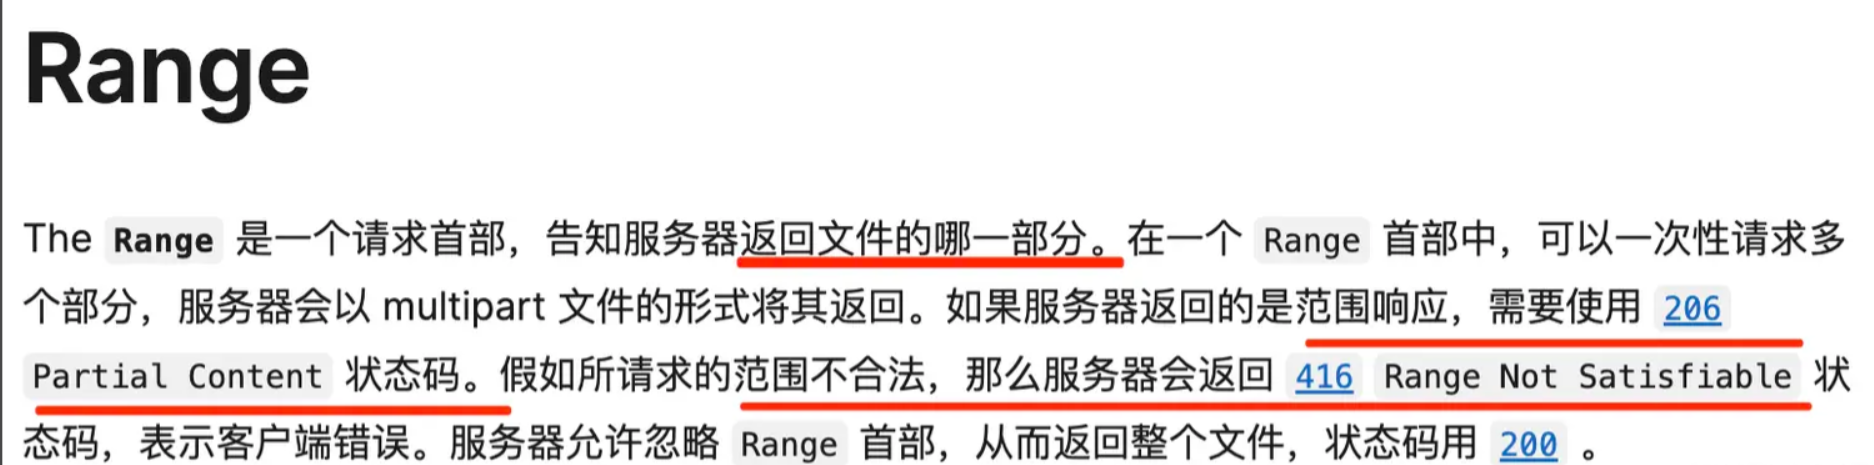 Range
The Range 是一个请求首部，告知服务器返回文件的哪一部分。在一个 Range 首部中，可以一次性请求多
个部分，服务器会以 multipart 文件的形式将其返回。如果服务器返回的是范围响应，需要使用 206
Partial Content 状态码。假如所请求的范围不合法，那么服务器会返回 416 Range Not Satisfiable 状
态码，表示客户端错误。服务器允许忽略 Range 首部，从而返回整个文件，状态码用 200 。